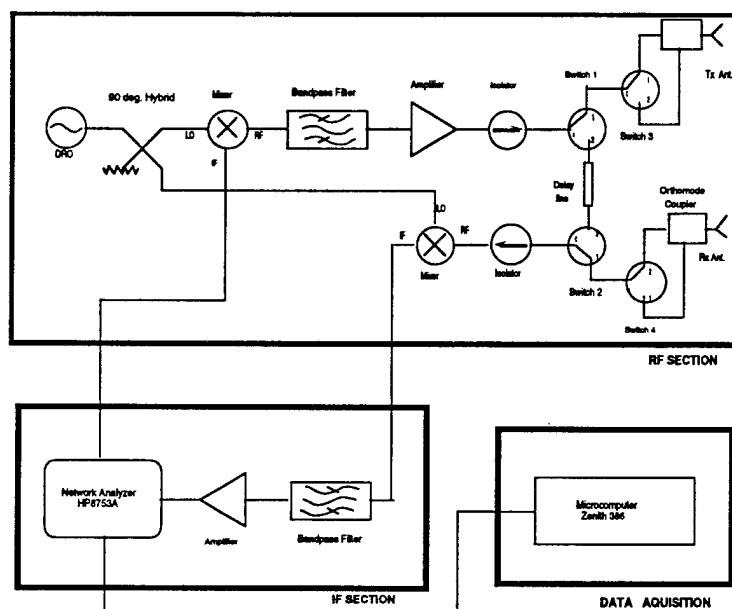 Tx Ant.
Switch 1
Switch 3
Amplifier
Isolator
Bandpass Filter
Mixer
90 deg. Hybrid
DRO
LO
RF
IF
Delay
line
Orthomode
Coupler
LO
IF
RF
Mixer
Isolator
Switch 2
Rx Ant.
Switch 4
RF SECTION
Network Analyzer
HP8753A
Amplifier
Bandpass Filter
IF SECTION
Microcomputer
Zenith 386
DATA AQUISITION